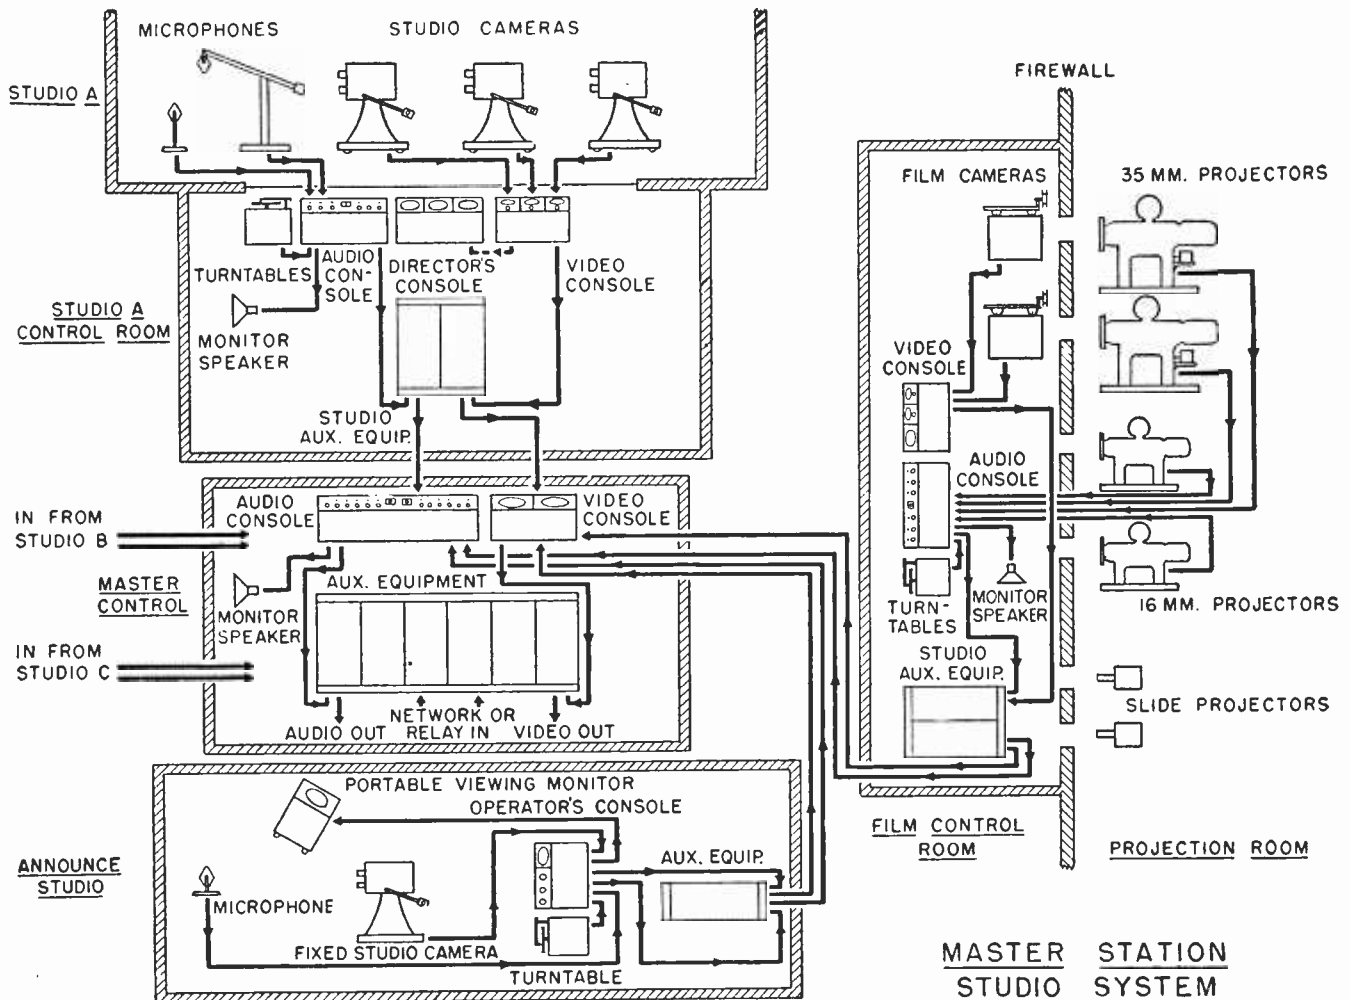 MICROPHONES
STUDIO CAMERAS
STUDIO A
TURNTABLES
AUDIO
CON-
SOLE
DIRECTOR'S
CONSOLE
VIDEO
CONSOLE
STUDIO A
CONTROL ROOM
MONITOR
SPEAKER
STUDIO
AUX. EQUIP.
AUDIO
CONSOLE
VIDEO
CONSOLE
IN FROM
STUDIO B
MASTER
CONTROL
MONITOR
SPEAKER
AUX. EQUIPMENT
IN FROM
STUDIO C
AUDIO OUT
NETWORK OR
RELAY IN
VIDEO OUT
PORTABLE VIEWING MONITOR
OPERATOR'S CONSOLE
ANNOUNCE
STUDIO
MICROPHONE
FIXED STUDIO CAMERA
TURNTABLE
AUX. EQUIP.
FIREWALL
FILM CAMERAS
35 MM. PROJECTORS
VIDEO
CONSOLE
AUDIO
CONSOLE
TURN-
TABLES
MONITOR
SPEAKER
16 MM. PROJECTORS
STUDIO
AUX. EQUIP.
SLIDE PROJECTORS
FILM CONTROL
ROOM
PROJECTION ROOM
MASTER STATION
STUDIO SYSTEM